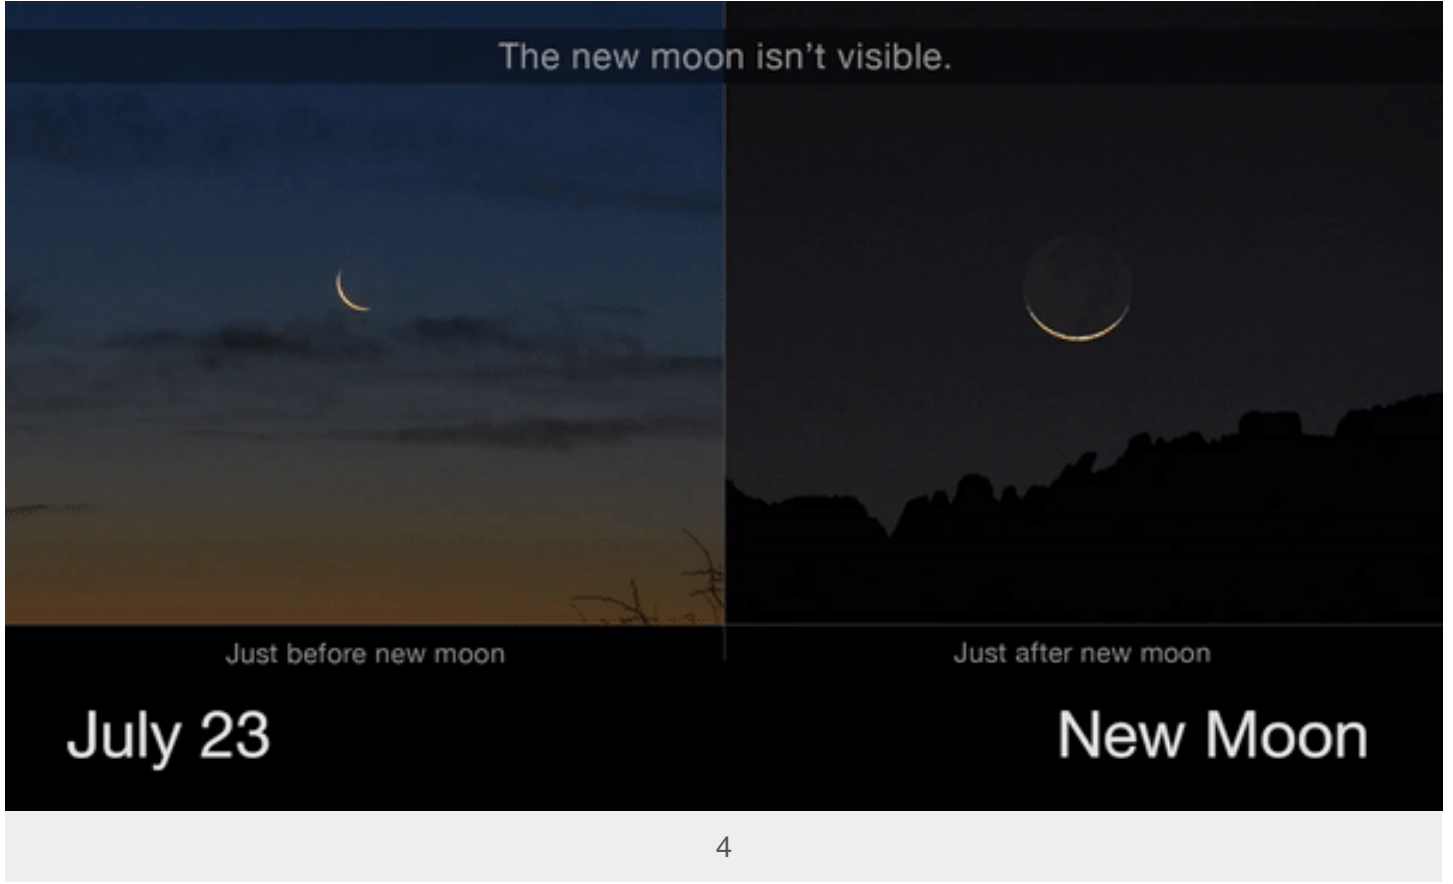 The new moon isn’t visible.
Just before new moon
Just after new moon
July 23
New Moon
4